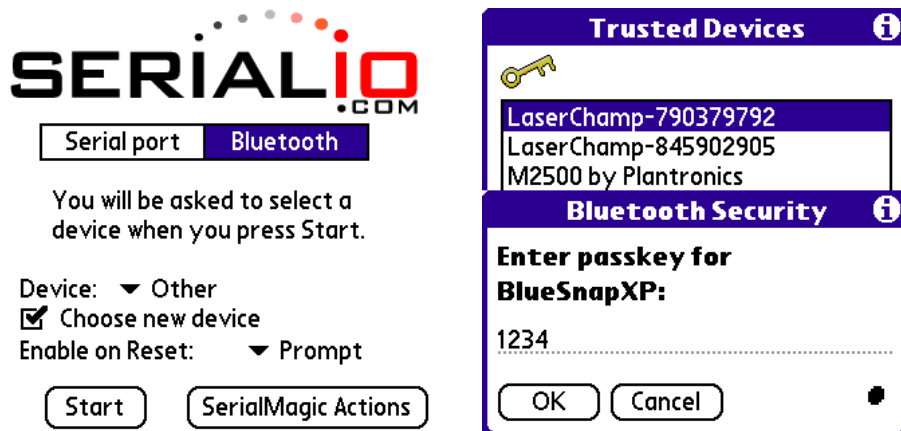 SERIALIO
.COM
Serial port
Bluetooth
You will be asked to select a
device when you press Start.
Device: Other
Choose new device
Enable on Reset: Prompt
Start
SerialMagic Actions
Trusted Devices
i
LaserChamp-790379792
LaserChamp-845902905
M2500 by Plantronics
Bluetooth Security
i
Enter passkey for
BlueSnapXP:
1234
OK
Cancel